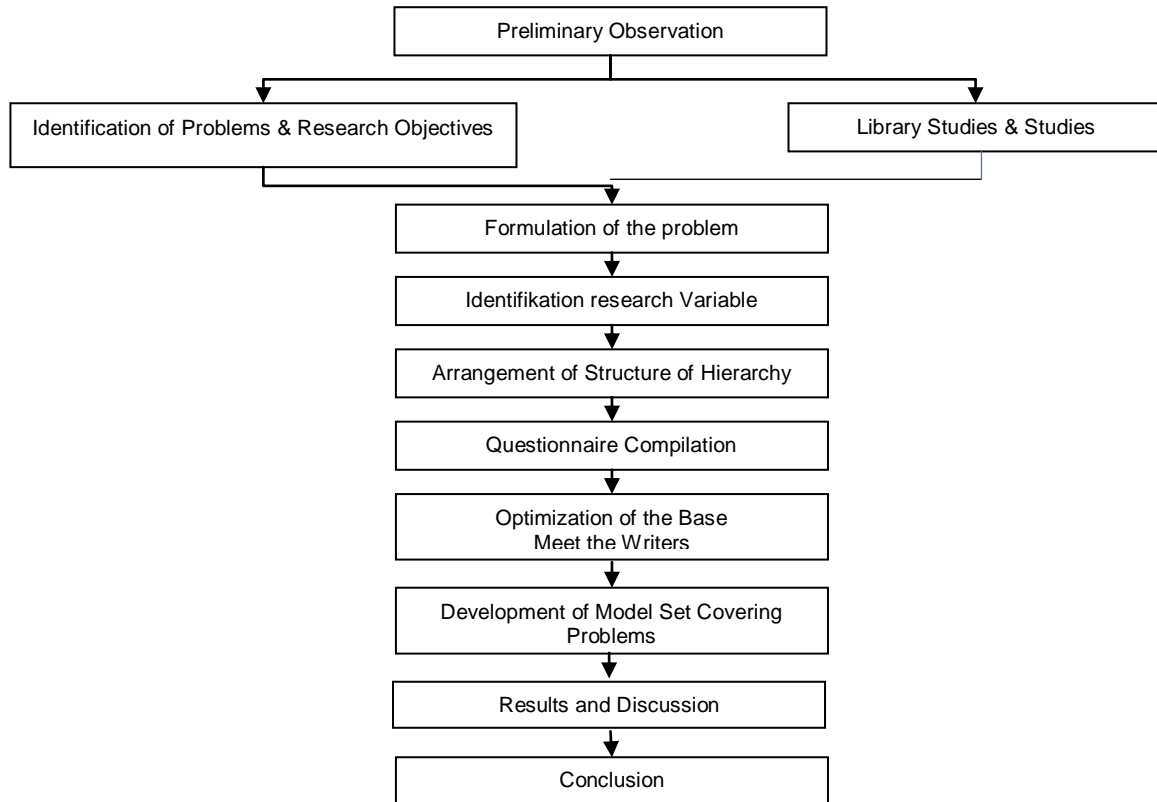 Preliminary Observation
Identification of Problems & Research Objectives
Library Studies & Studies
Formulation of the problem
Identifikation research Variable
Arrangement of Structure of Hierarchy
Questionnaire Compilation
Optimization of the Base
Meet the Writers
Development of Model Set Covering
Problems
Results and Discussion
Conclusion